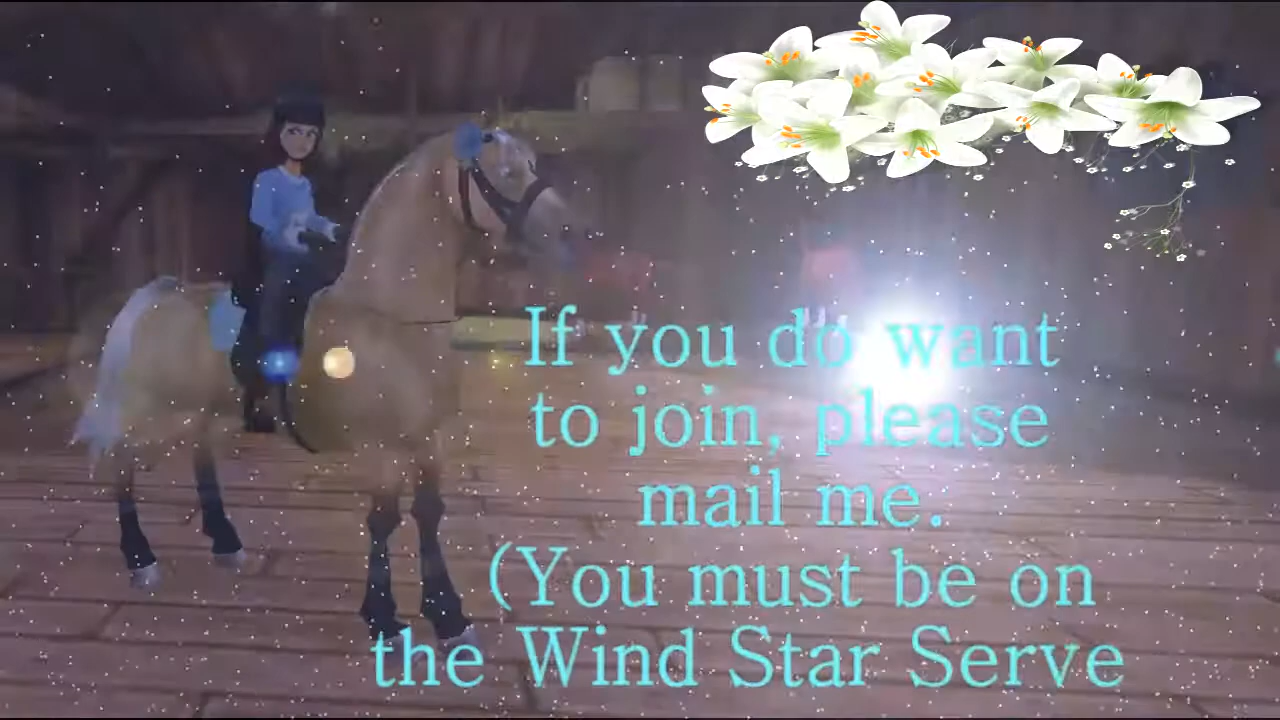 If you do want
to join, please
mail me.
(You must be on
the Wind Star Serve